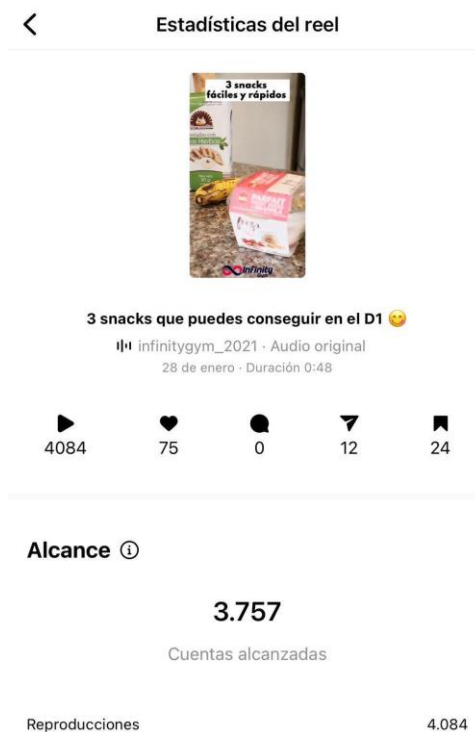 Estadísticas del reel
3 snacks
fáciles y rápidos
PARFAIT
Infinity
Gym
3 snacks que puedes conseguir en el D1 😋
infinitygym_2021 · Audio original
28 de enero · Duración 0:48
4084 75 0 12 24
Alcance
3.757
Cuentas alcanzadas
Reproducciones 4.084